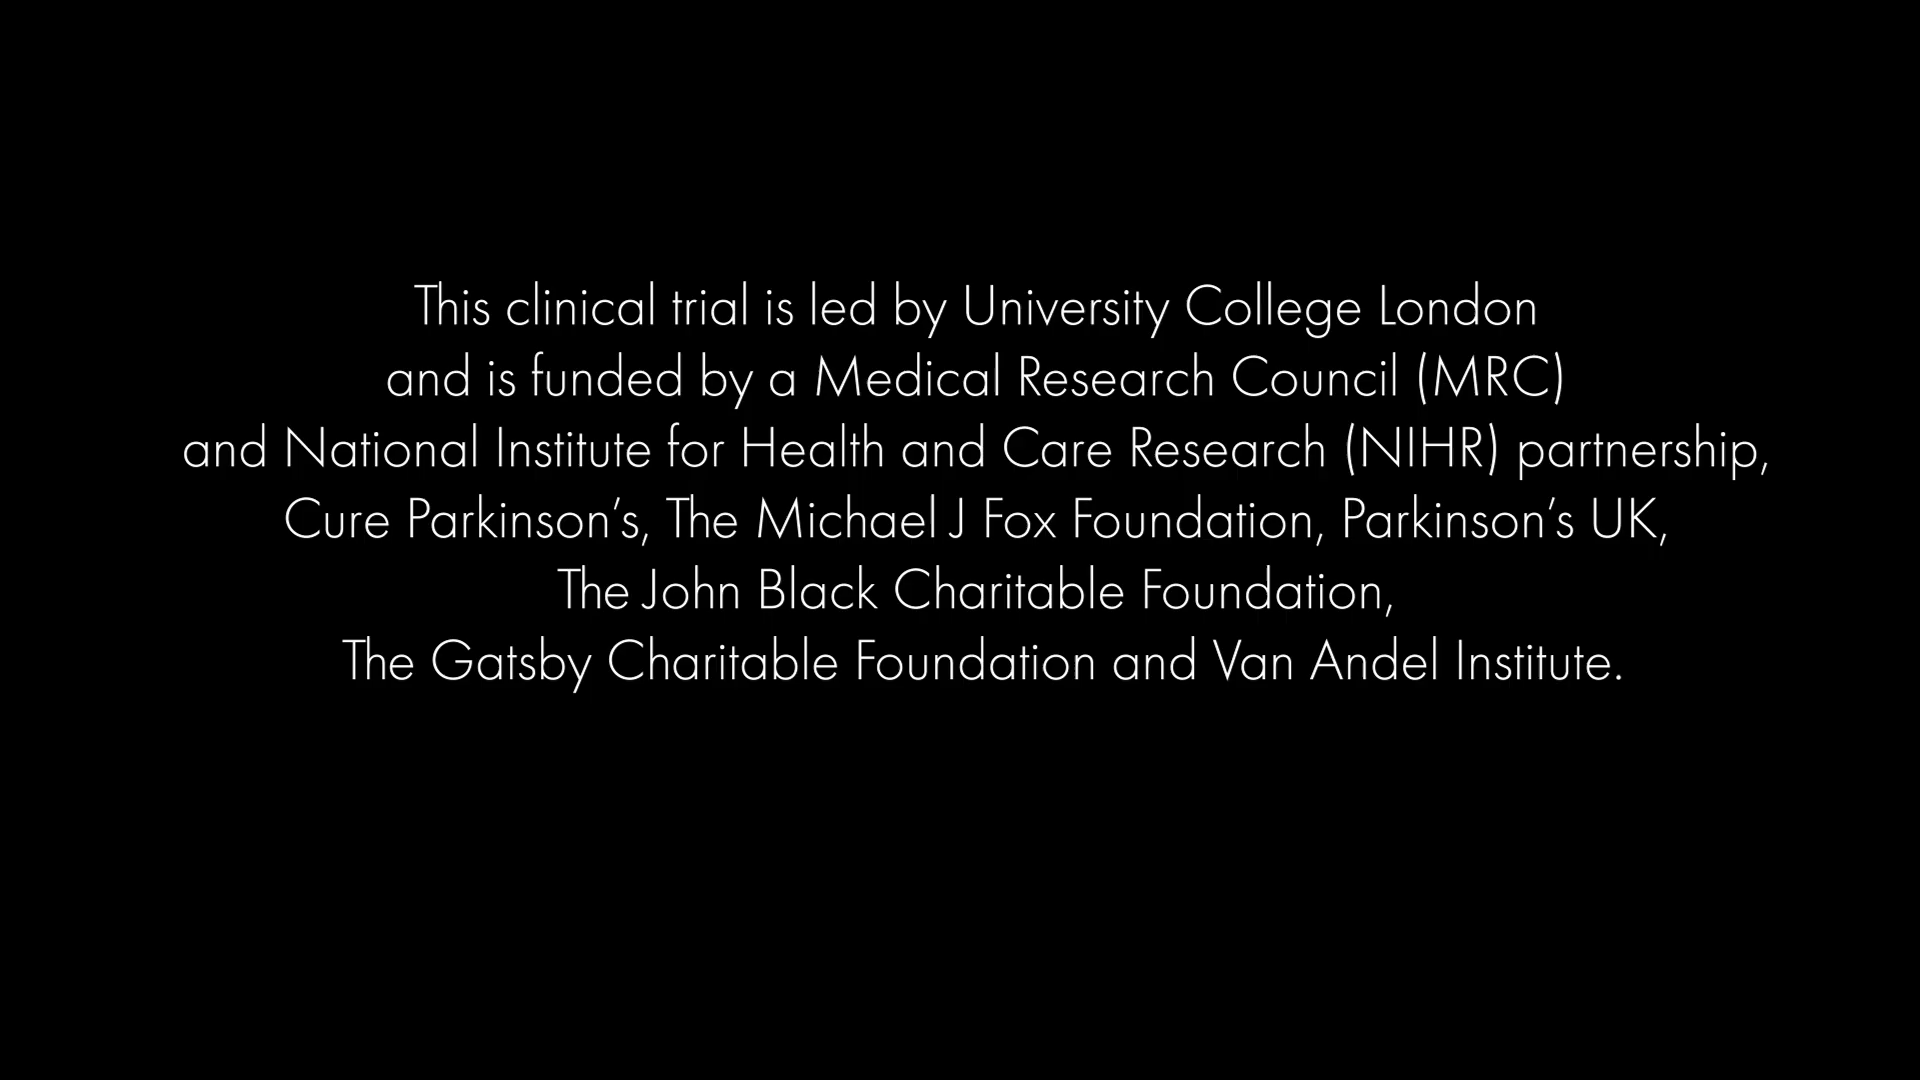 This clinical trial is led by University College London
and is funded by a Medical Research Council (MRC)
and National Institute for Health and Care Research (NIHR) partnership,
Cure Parkinson’s, The Michael J Fox Foundation, Parkinson’s UK,
The John Black Charitable Foundation,
The Gatsby Charitable Foundation and Van Andel Institute.